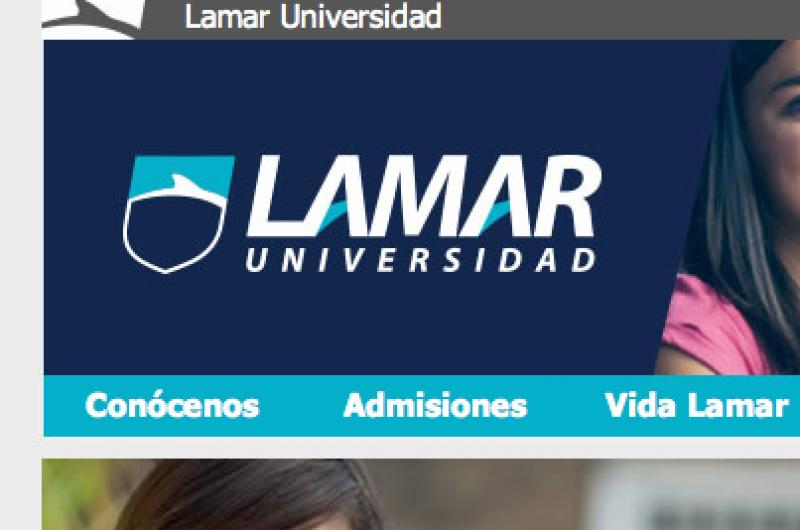 Lamar Universidad
LAMAR
UNIVERSIDAD
Conócenos
Admisiones
Vida Lamar